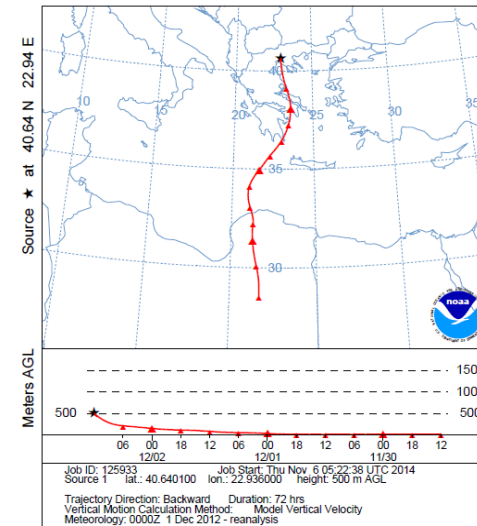 Source ★ at 40.64 N 22.94 E
10
15
20
25
30
35
40
35
30
noaa
Meters AGL
500
150
100
500
06 00 18 12 06 00 18 12 06 00 18 12
12/02 12/01 11/30
Job ID: 125933 Job Start: Thu Nov 6 05:22:38 UTC 2014
Source 1 lat.: 40.640100 lon.: 22.936000 height: 500 m AGL
Trajectory Direction: Backward Duration: 72 hrs
Vertical Motion Calculation Method: Model Vertical Velocity
Meteorology: 0000Z 1 Dec 2012 - reanalysis